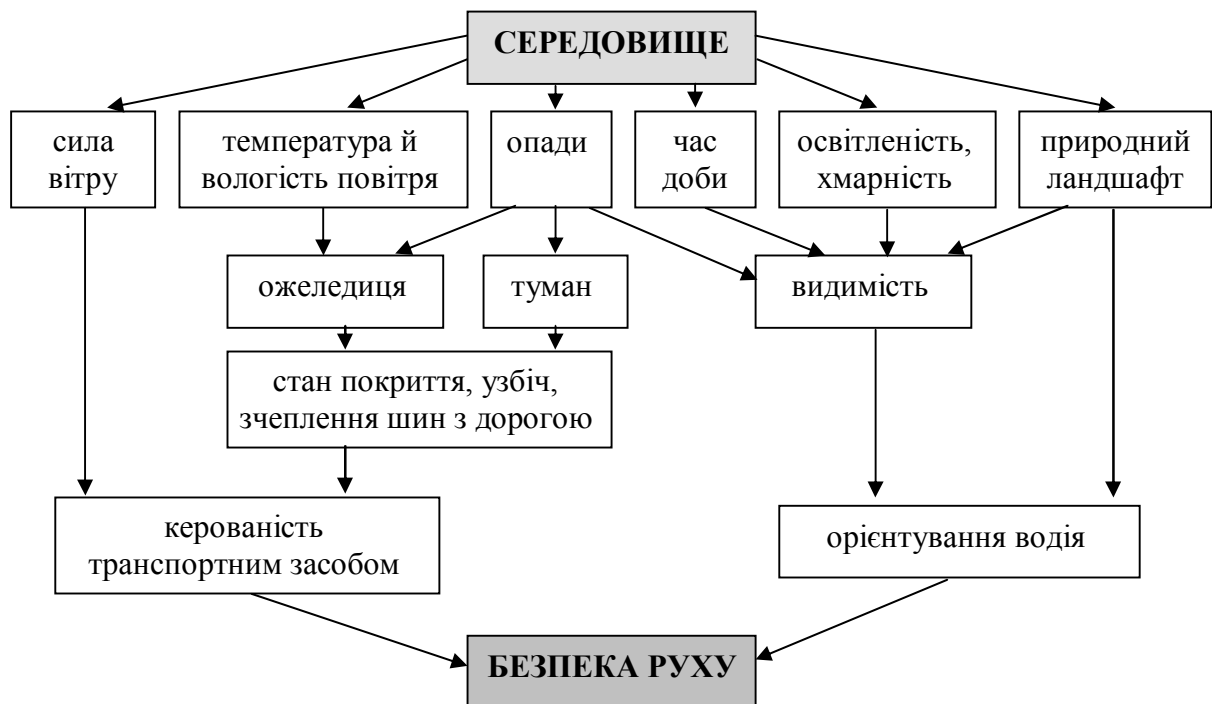 СЕРЕДОВИЩЕ
сила
вітру
температура й
вологість повітря
опади
час
доби
освітленість,
хмарність
природний
ландшафт
ожеледиця
туман
видимість
стан покриття, узбіч,
зчеплення шин з дорогою
керованість
транспортним засобом
орієнтування водія
БЕЗПЕКА РУХУ